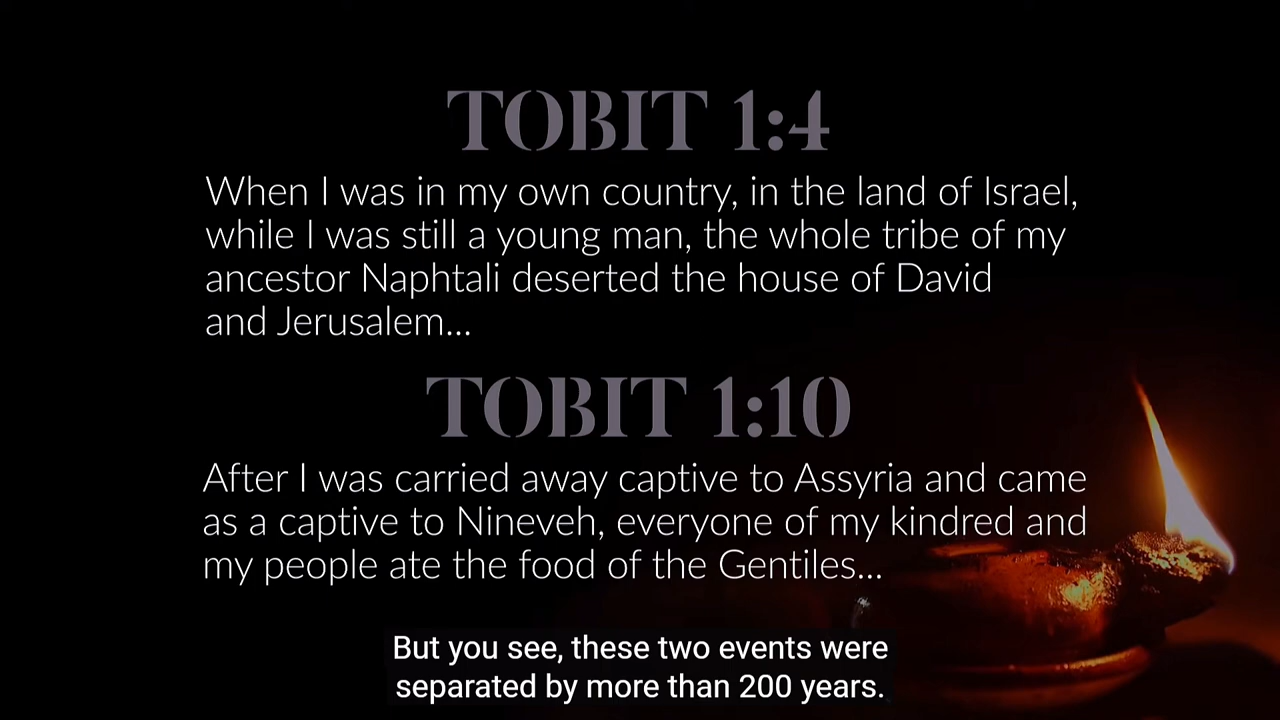 TOBIT 1:4
When I was in my own country, in the land of Israel,
while I was still a young man, the whole tribe of my
ancestor Naphtali deserted the house of David
and Jerusalem...
TOBIT 1:10
After I was carried away captive to Assyria and came
as a captive to Nineveh, everyone of my kindred and
my people ate the food of the Gentiles...
But you see, these two events were
separated by more than 200 years.